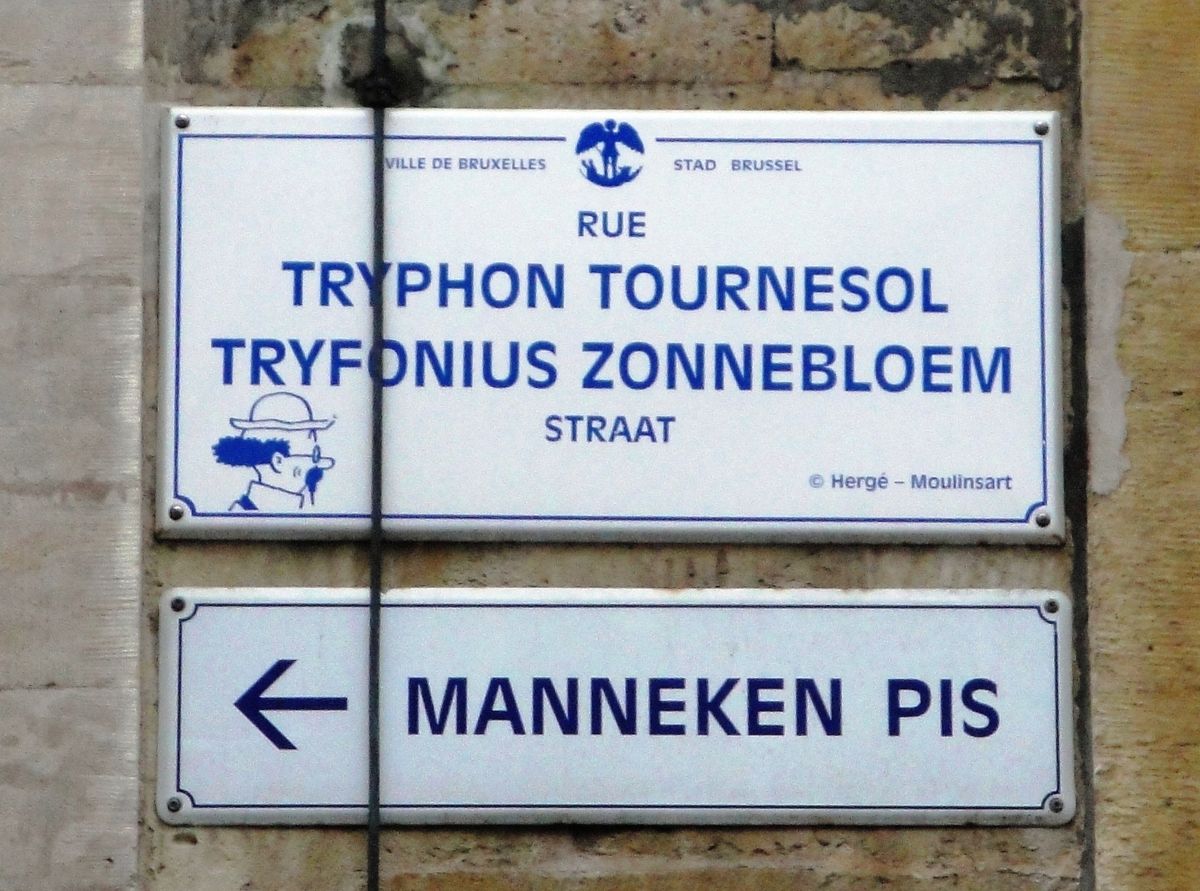 VILLE DE BRUXELLES STAD BRUSSEL
RUE
TRYPHON TOURNESOL
TRYFONIUS ZONNEBLOEM
STRAAT
© Hergé – Moulinsart
← MANNEKEN PIS